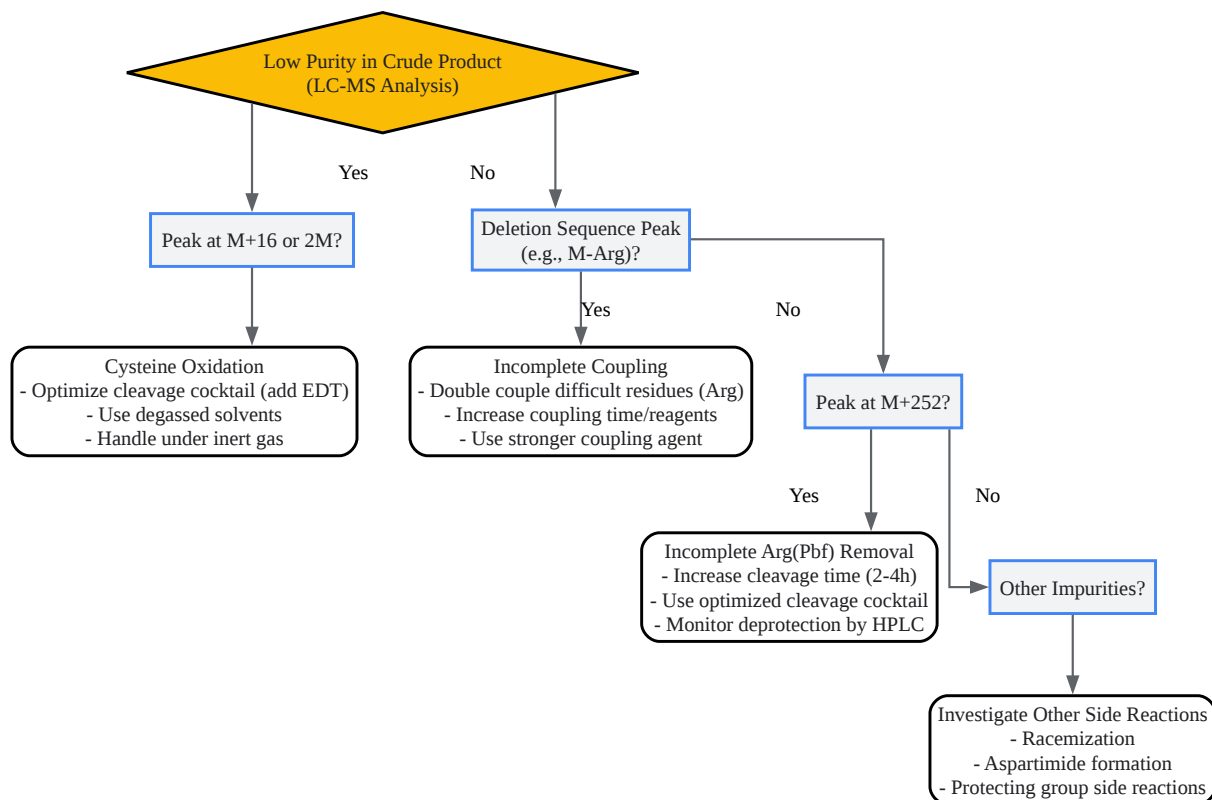 Low Purity in Crude Product
(LC-MS Analysis)
Yes
No
Peak at M+16 or 2M?
Deletion Sequence Peak
(e.g., M-Arg)?
Yes
No
Cysteine Oxidation
- Optimize cleavage cocktail (add EDT)
- Use degassed solvents
- Handle under inert gas
Incomplete Coupling
- Double couple difficult residues (Arg)
- Increase coupling time/reagents
- Use stronger coupling agent
Peak at M+252?
Yes
No
Incomplete Arg(Pbf) Removal
- Increase cleavage time (2-4h)
- Use optimized cleavage cocktail
- Monitor deprotection by HPLC
Other Impurities?
Investigate Other Side Reactions
- Racemization
- Aspartimide formation
- Protecting group side reactions